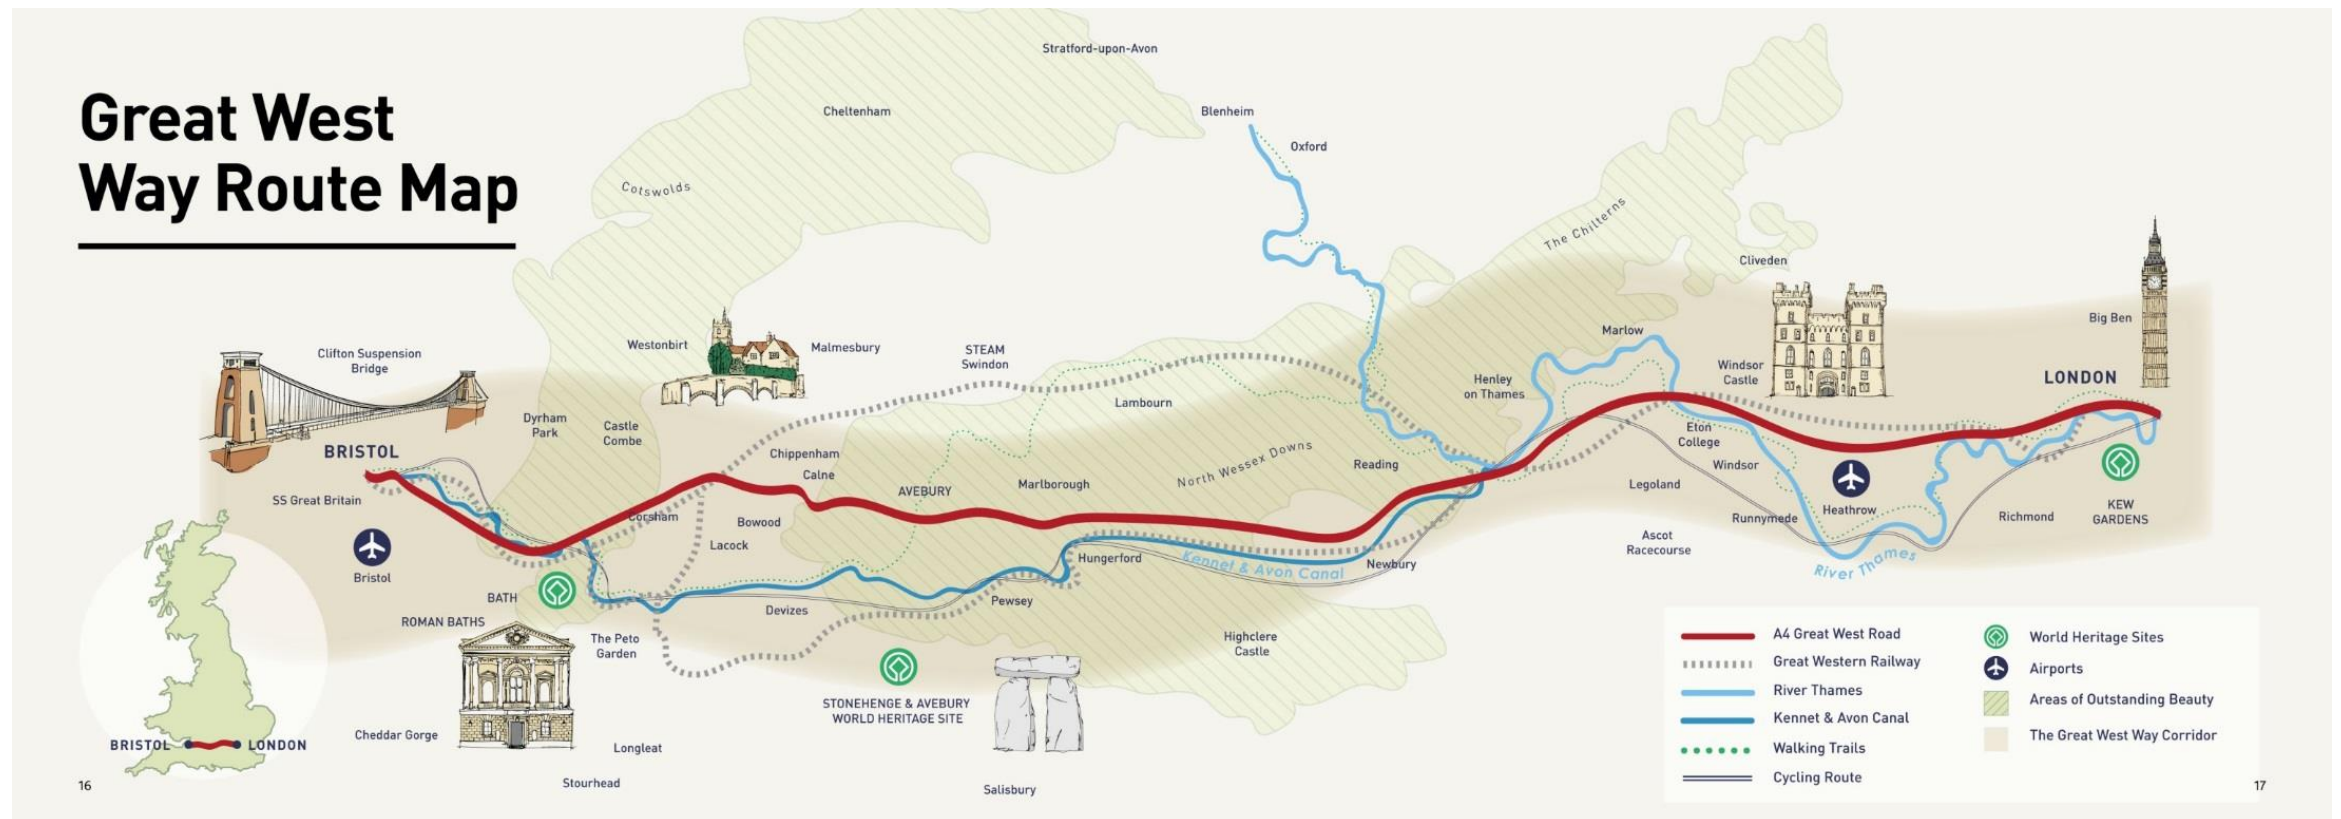 Great West
Way Route Map
Stratford-upon-Avon
Cheltenham
Blenheim
Oxford
Cotswolds
The Chilterns
Cliveden
Big Ben
Marlow
Westonbirt
Malmesbury
STEAM
Swindon
Clifton Suspension
Bridge
Windsor
Castle
Henley
on Thames
LONDON
Lambourn
Dyrham
Park
Castle
Combe
BRISTOL
Chippenham
Calne
North Wessex Downs
Reading
Eton
College
Windsor
AVEBURY
Marlborough
Legoland
SS Great Britain
Corsham
Bowood
Runnymede
Heathrow
Richmond
KEW
GARDENS
Lacock
Hungerford
Kennet & Avon Canal
Newbury
Ascot
Racecourse
River Thames
Bristol
BATH
Devizes
Pewsey
ROMAN BATHS
The Peto
Garden
Highclere
Castle
STONEHENGE & AVEBURY
WORLD HERITAGE SITE
Cheddar Gorge
Longleat
Stourhead
Salisbury
BRISTOL
LONDON
A4 Great West Road
Great Western Railway
River Thames
Kennet & Avon Canal
Walking Trails
Cycling Route
World Heritage Sites
Airports
Areas of Outstanding Beauty
The Great West Way Corridor
16
17